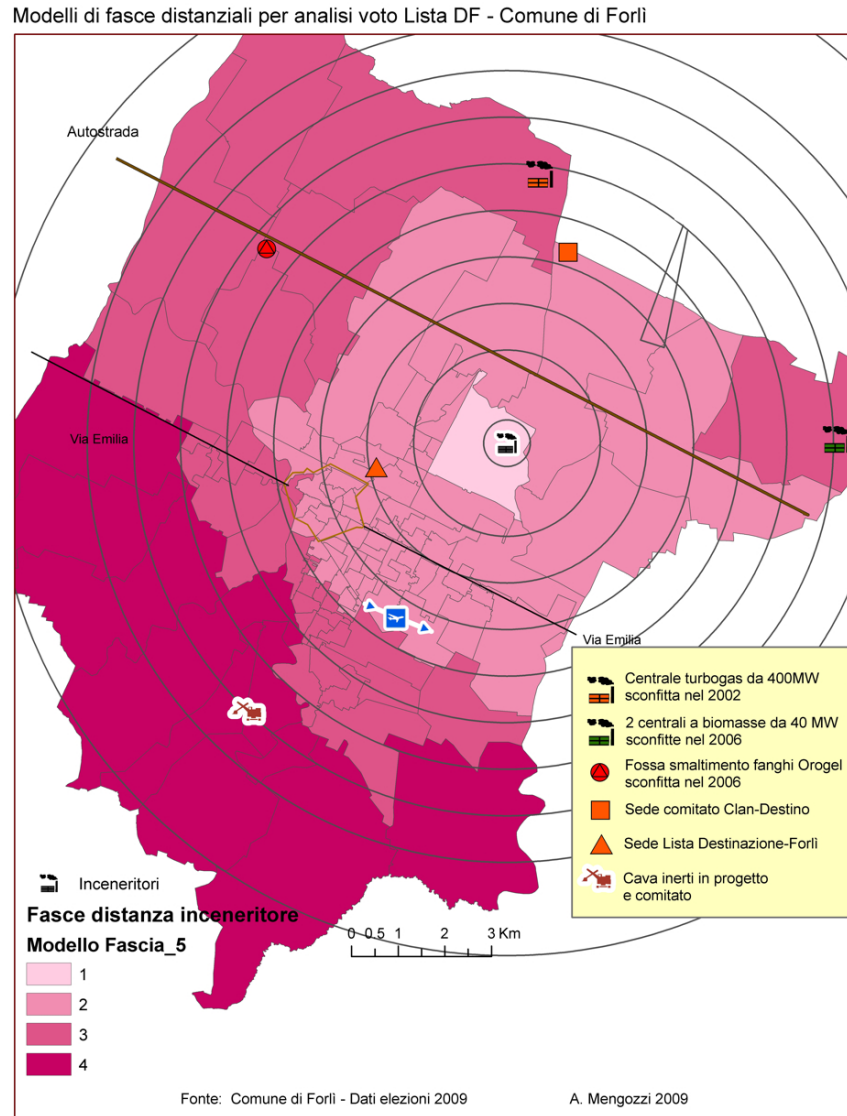 Modelli di fasce distanziali per analisi voto Lista DF - Comune di Forlì
Autostrada
Via Emilia
Via Emilia
Centrale turbogas da 400MW
sconfitta nel 2002
2 centrali a biomasse da 40 MW
sconfitte nel 2006
Fossa smaltimento fanghi Orogel
sconfitta nel 2006
Sede comitato Clan-Destino
Sede Lista Destinazione-Forlì
Cava inerti in progetto
e comitato
Inceneritori
Fasce distanza inceneritore
Modello Fascia_5
1
2
3
4
0 0.5 1 2 3 Km
Fonte: Comune di Forlì - Dati elezioni 2009 A. Mengozzi 2009